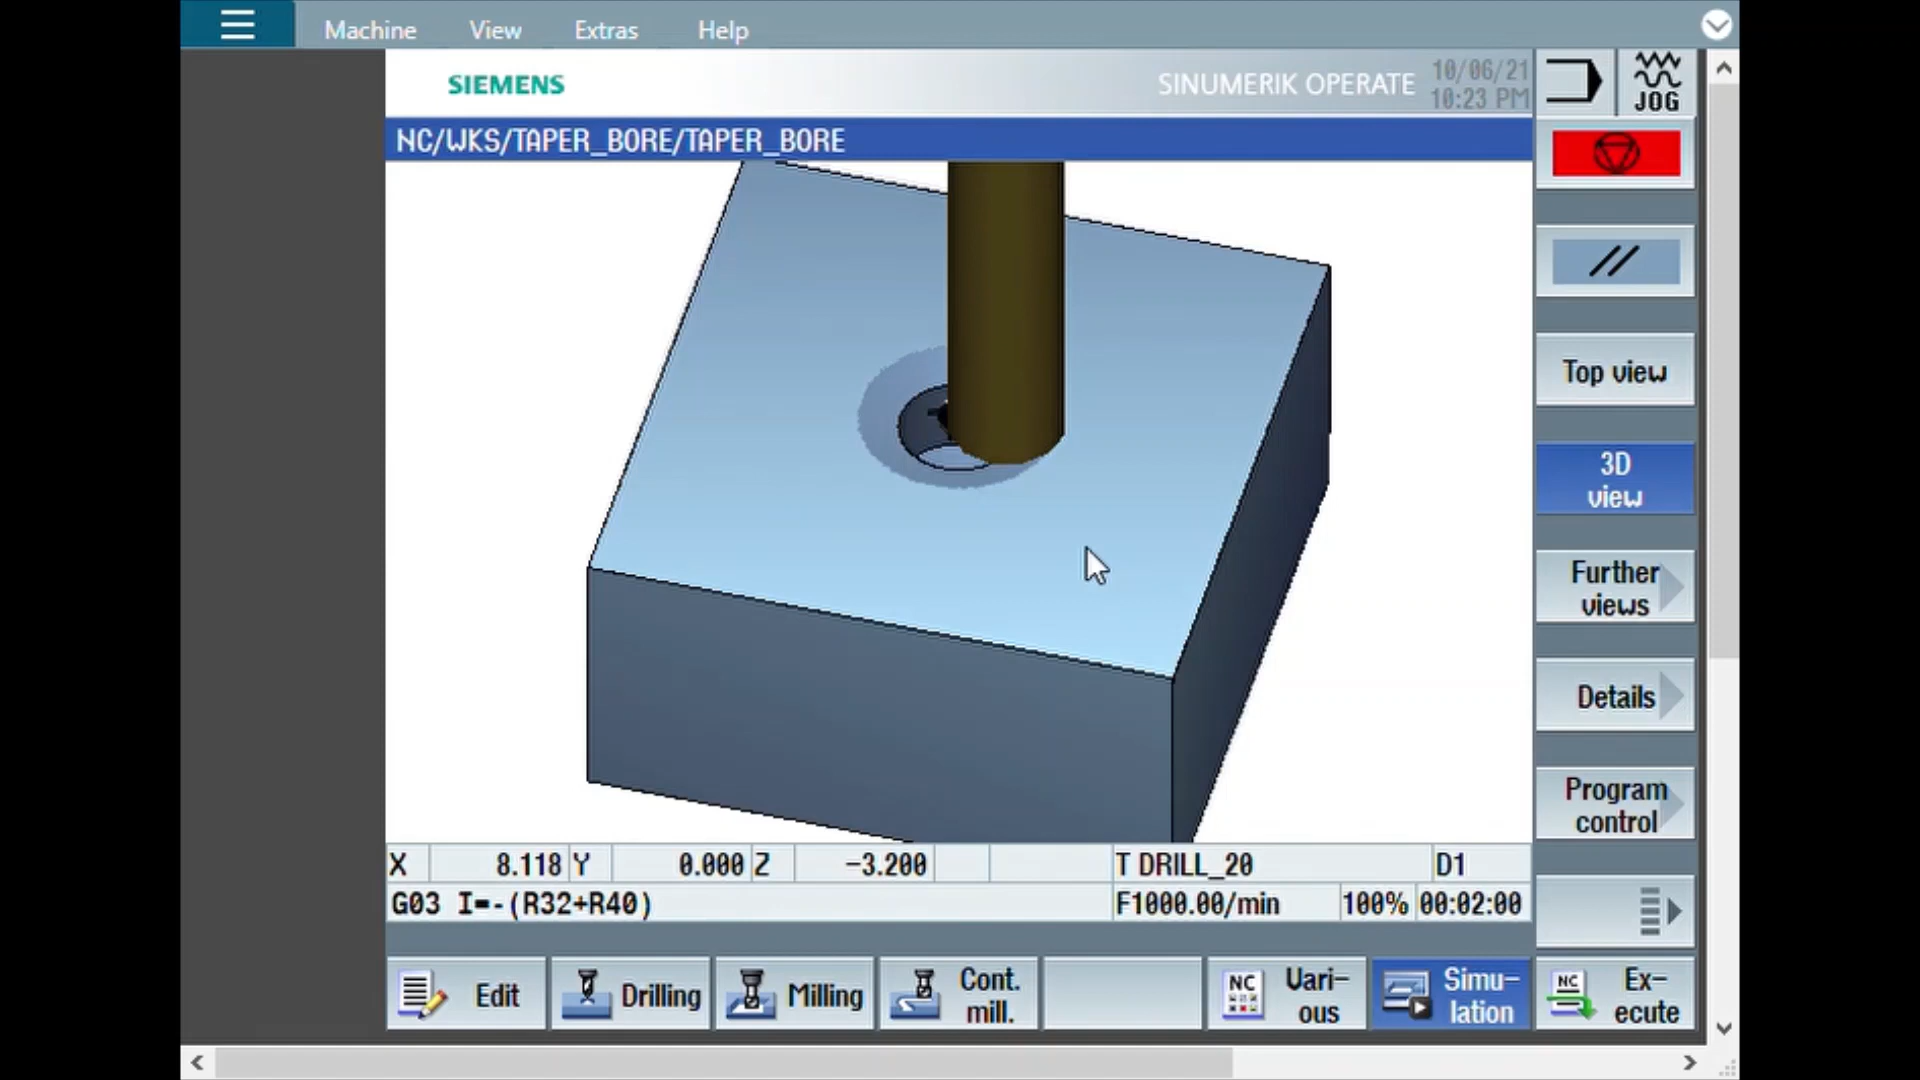 Machine View Extras Help
SIEMENS
SINUMERIK OPERATE
10/06/21
10:23 PM
JOG
NC/WKS/TAPER_BORE/TAPER_BORE
Top view
3D
view
Further
views
Details
Program
control
X 8.118 Y 0.000 Z -3.200 T DRILL_20 D1
G03 I=-(R32+R40) F1000.00/min 100% 00:02:00
Edit
Drilling
Milling
Cont.
mill.
NC
Vari-
ous
Simu-
lation
NC
Ex-
ecute